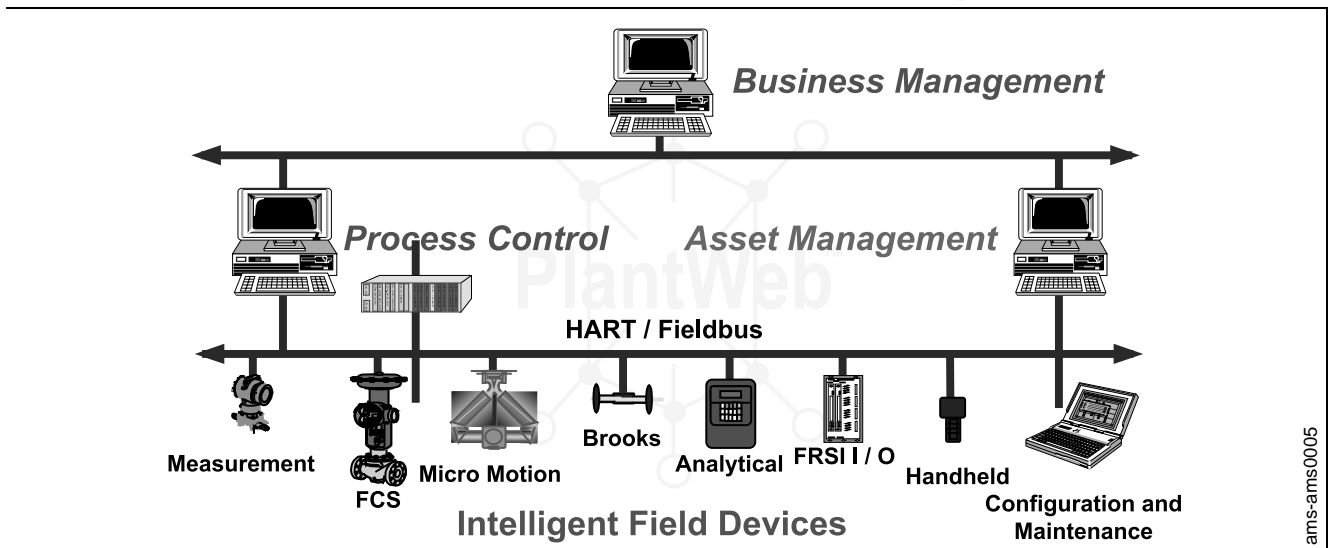 Business Management
Process Control
Asset Management
PlantWeb
HART / Fieldbus
Measurement
FCS
Micro Motion
Brooks
Analytical
FRSI I / O
Handheld
Configuration and
Maintenance
Intelligent Field Devices
ams-ams0005